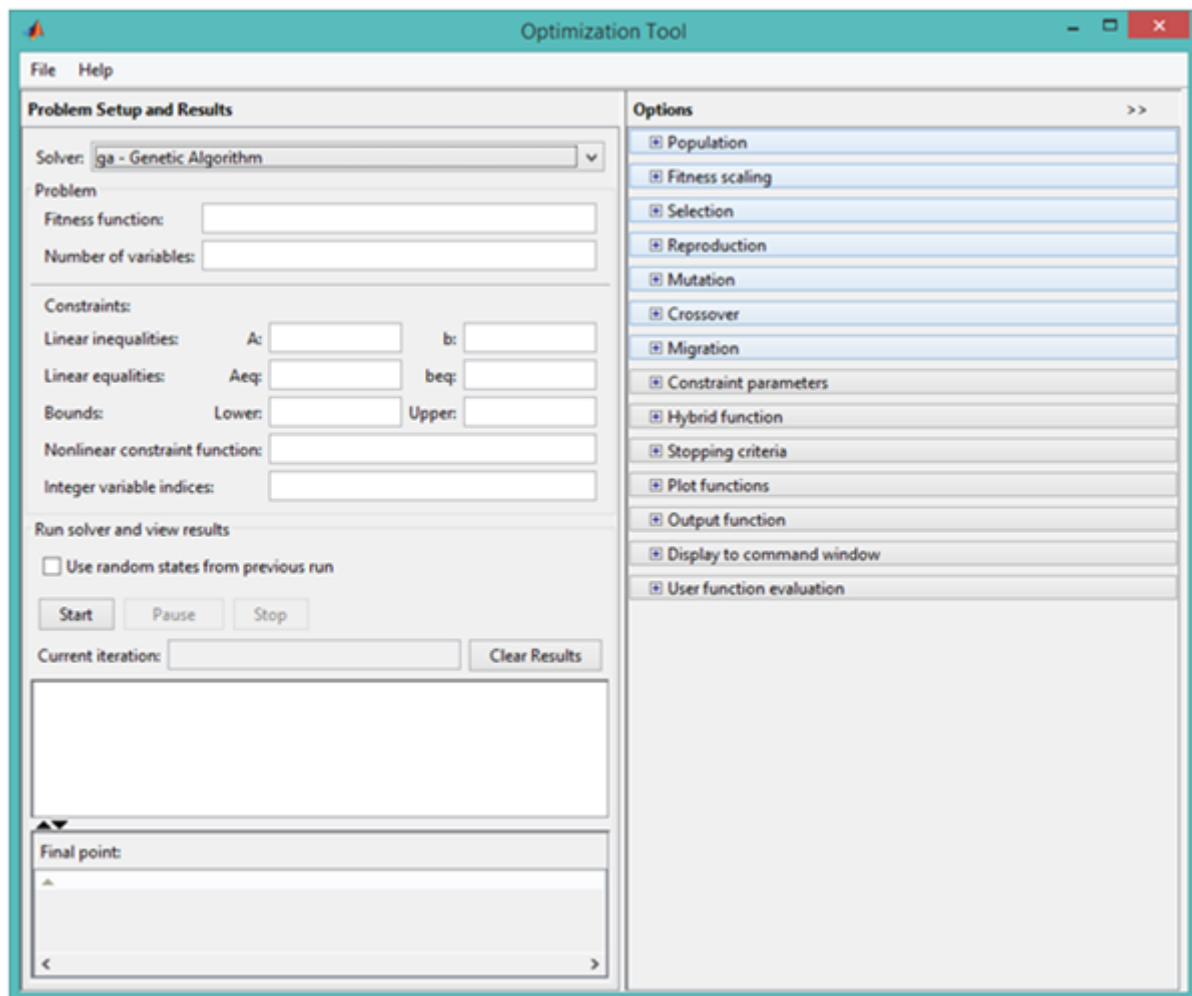 Optimization Tool
File Help
Problem Setup and Results
Solver: ga - Genetic Algorithm
Problem
Fitness function:
Number of variables:
Constraints:
Linear inequalities: A: b:
Linear equalities: Aeq: beq:
Bounds: Lower: Upper:
Nonlinear constraint function:
Integer variable indices:
Run solver and view results
Use random states from previous run
Start Pause Stop
Current iteration: Clear Results
Final point:
Options >>
Population
Fitness scaling
Selection
Reproduction
Mutation
Crossover
Migration
Constraint parameters
Hybrid function
Stopping criteria
Plot functions
Output function
Display to command window
User function evaluation